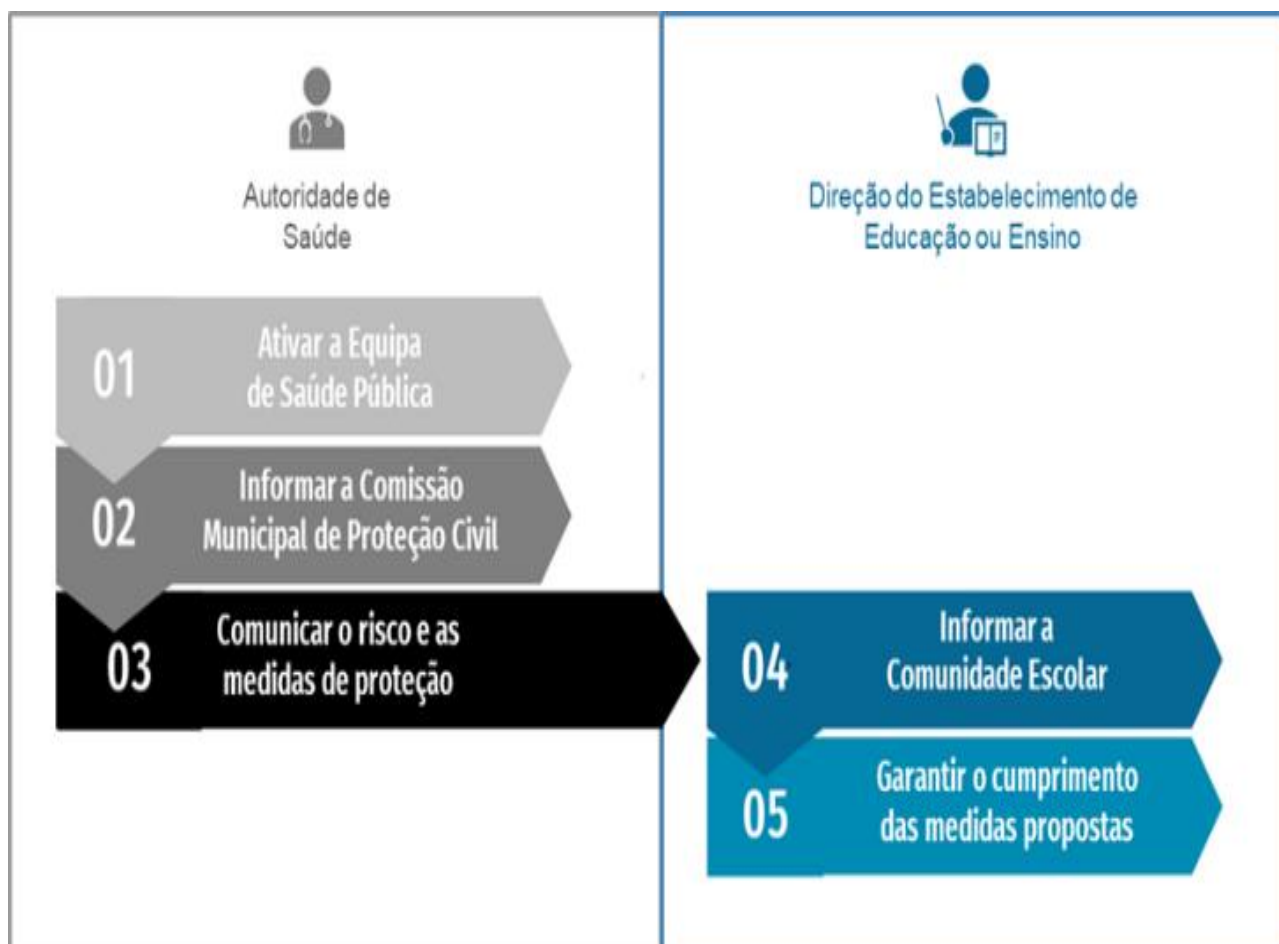 Autoridade de
Saúde
01
Ativar a Equipa
de Saúde Pública
02
Informar a Comissão
Municipal de Proteção Civil
03
Comunicar o risco e as
medidas de proteção
Direção do Estabelecimento de
Educação ou Ensino
04
Informar a
Comunidade Escolar
05
Garantir o cumprimento
das medidas propostas